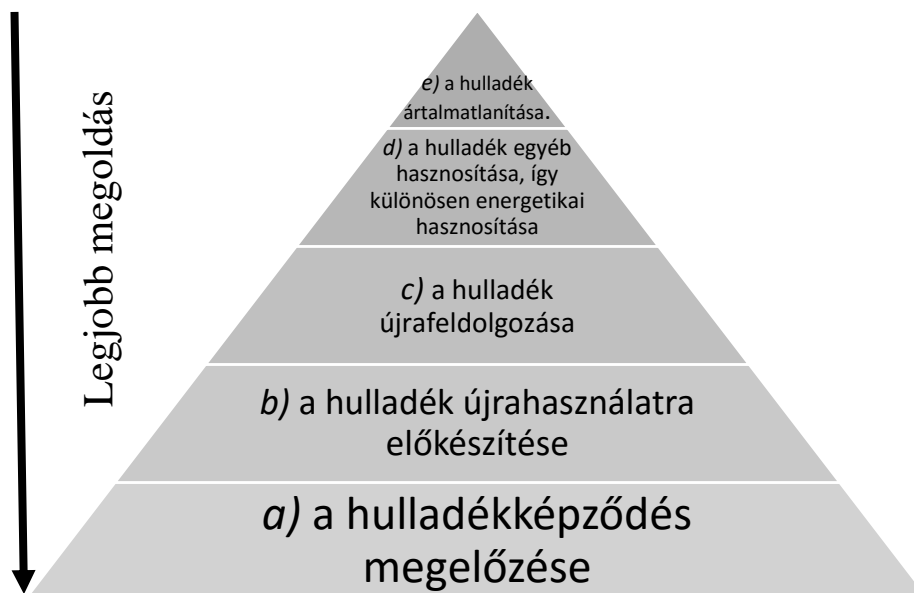 Legjobb megoldás
e) a hulladék
ártalmatlanítása.
d) a hulladék egyéb
hasznosítása, így
különösen energetikai
hasznosítása
c) a hulladék
újrafeldolgozása
b) a hulladék újrahasználatra
előkészítése
a) a hulladékképződés
megelőzése